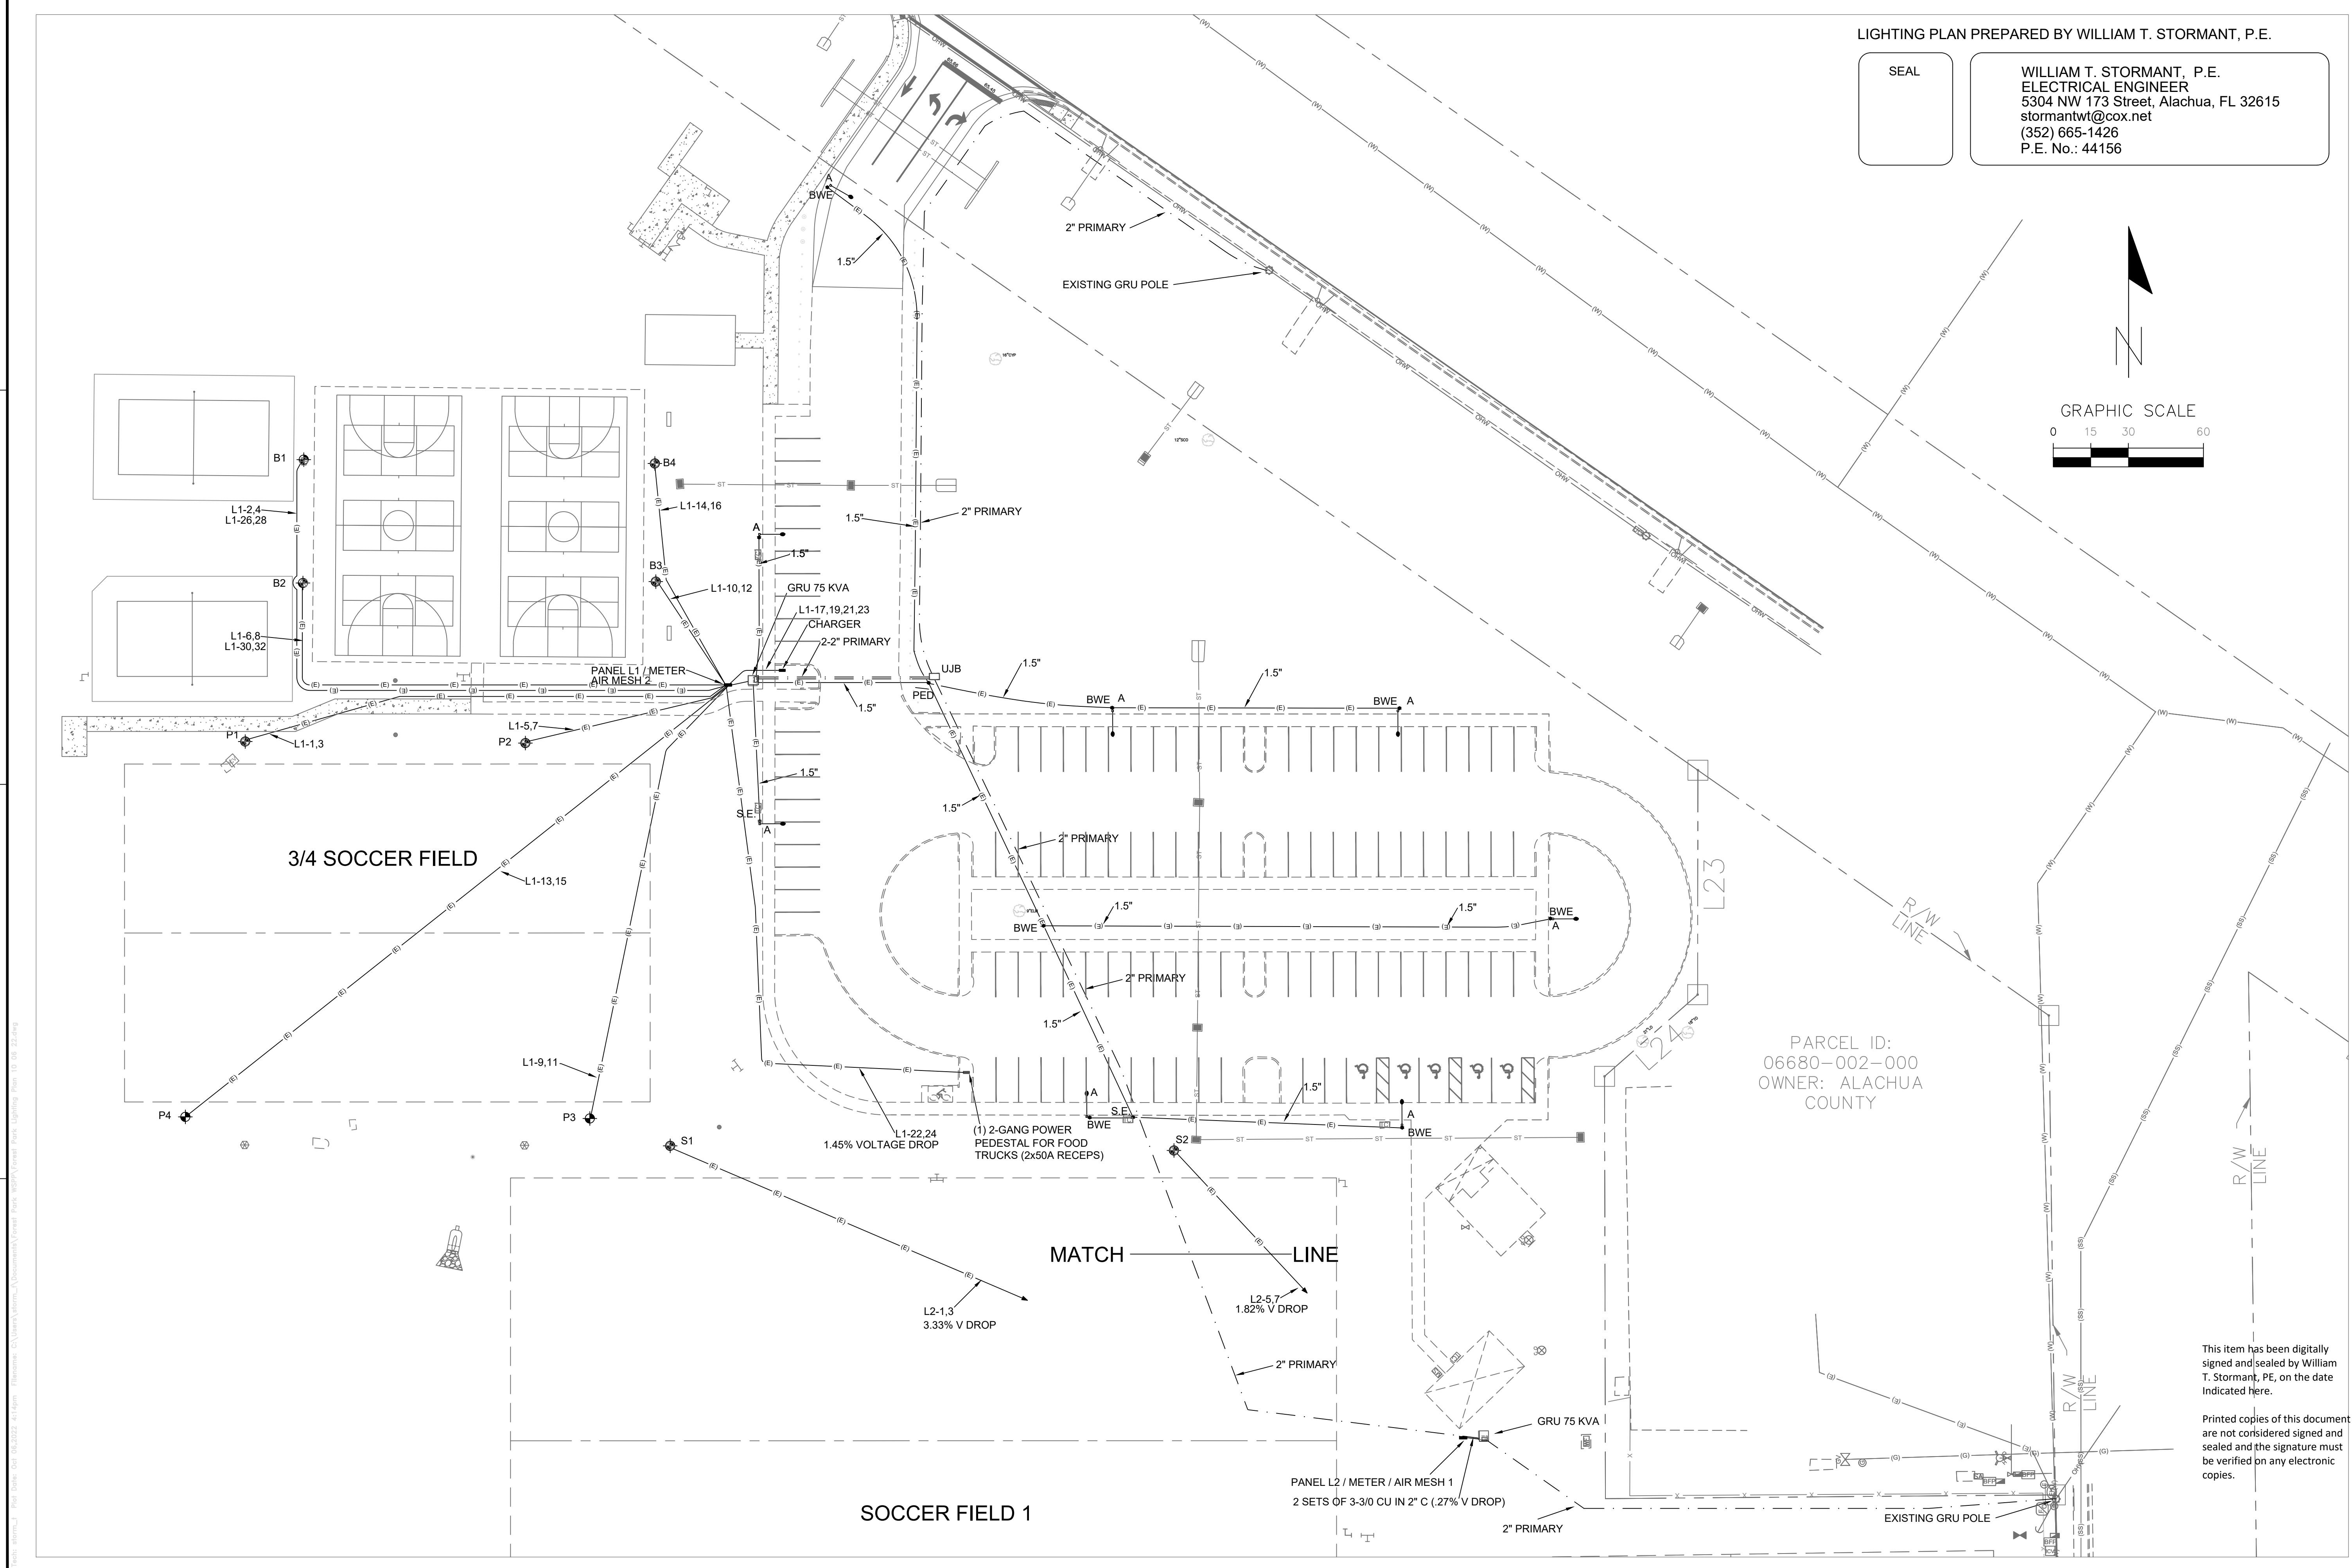 LIGHTING PLAN PREPARED BY WILLIAM T. STORMANT, P.E.
SEAL
WILLIAM T. STORMANT, P.E.
ELECTRICAL ENGINEER
5304 NW 173 Street, Alachua, FL 32615
stormantwt@cox.net
(352) 665-1426
P.E. No.: 44156
A
BWE
1.5"
2" PRIMARY
EXISTING GRU POLE
N
GRAPHIC SCALE
0 15 30 60
B1
B4
L1-2,4
L1-26,28
L1-14,16
A
1.5"
1.5"
2" PRIMARY
B2
B3
L1-10,12
GRU 75 KVA
L1-17,19,21,23
CHARGER
2-2" PRIMARY
L1-6,8
L1-30,32
PANEL L1 / METER
AIR MESH 2
UJB
PED
1.5"
1.5"
1.5"
BWE A
BWE A
P1
L1-1,3
L1-5,7
P2
1.5"
S.E.
A
1.5"
2" PRIMARY
3/4 SOCCER FIELD
L1-13,15
L23
BWE
1.5"
1.5"
BWE
A
R/W
LINE
2" PRIMARY
1.5"
L24
PARCEL ID:
06680-002-000
OWNER: ALACHUA
COUNTY
L1-9,11
P4
P3
A
BWE
S.E.
1.5"
A
BWE
L1-22,24
1.45% VOLTAGE DROP
(1) 2-GANG POWER
PEDESTAL FOR FOOD
TRUCKS (2x50A RECEPS)
S1
S2
R/W
LINE
MATCH LINE
L2-1,3
3.33% V DROP
L2-5,7
1.82% V DROP
2" PRIMARY
R/W
LINE
GRU 75 KVA
PANEL L2 / METER / AIR MESH 1
2 SETS OF 3-3/0 CU IN 2" C (.27% V DROP)
2" PRIMARY
EXISTING GRU POLE
SOCCER FIELD 1
This item has been digitally
signed and sealed by William
T. Stormant, PE, on the date
Indicated here.
Printed copies of this document
are not considered signed and
sealed and the signature must
be verified on any electronic
copies.